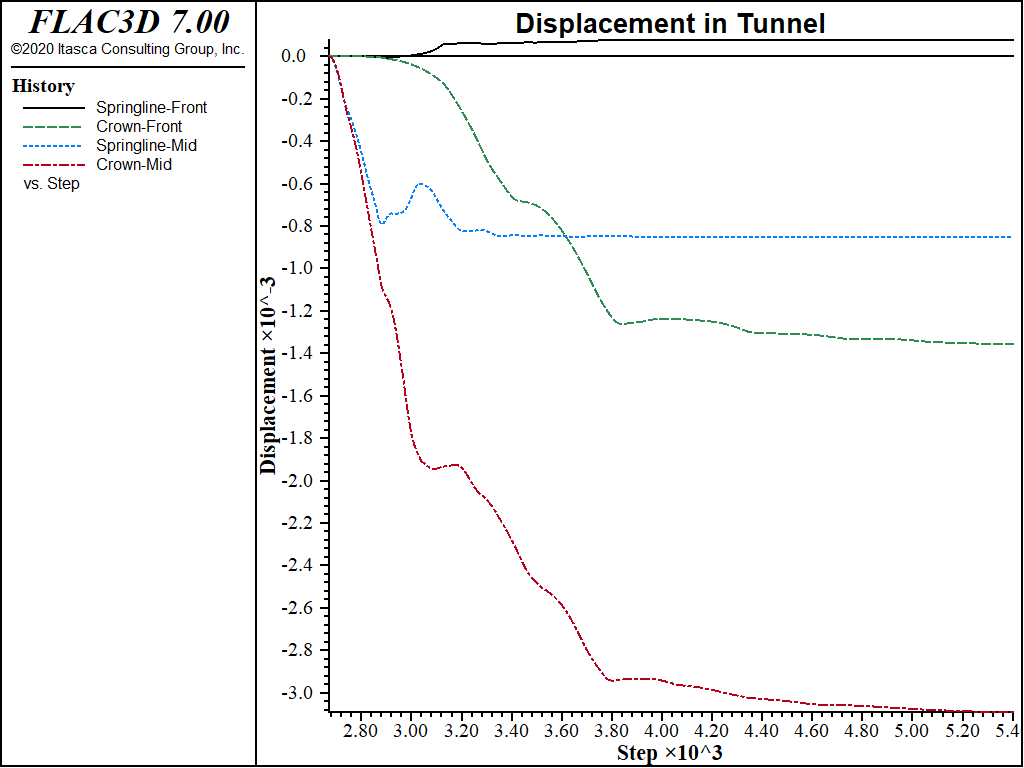 FLAC3D 7.00
©2020 Itasca Consulting Group, Inc.
History
Springline-Front
Crown-Front
Springline-Mid
Crown-Mid
vs. Step
Displacement in Tunnel
0.0
-0.2
-0.4
-0.6
-0.8
-1.0
-1.2
-1.4
-1.6
-1.8
-2.0
-2.2
-2.4
-2.6
-2.8
-3.0
Displacement ×10^-3
2.80 3.00 3.20 3.40 3.60 3.80 4.00 4.20 4.40 4.60 4.80 5.00 5.20 5.4
Step ×10^3